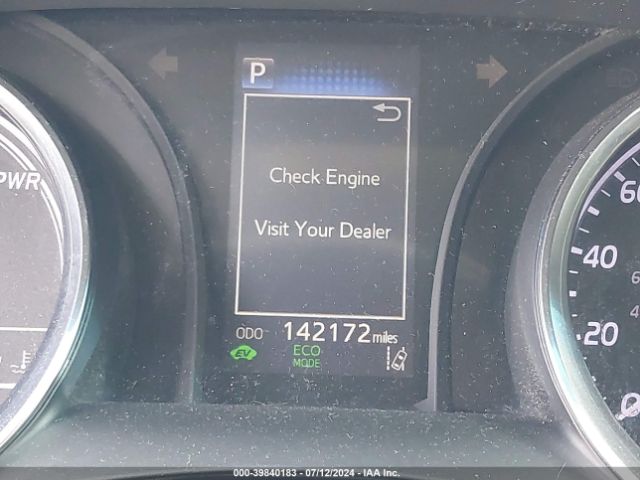 P
PWR
Check Engine
Visit Your Dealer
60
40
20
0
ODO 142172 miles
EV
ECO
MODE
000-39840183 - 07/12/2024 - IAA Inc.